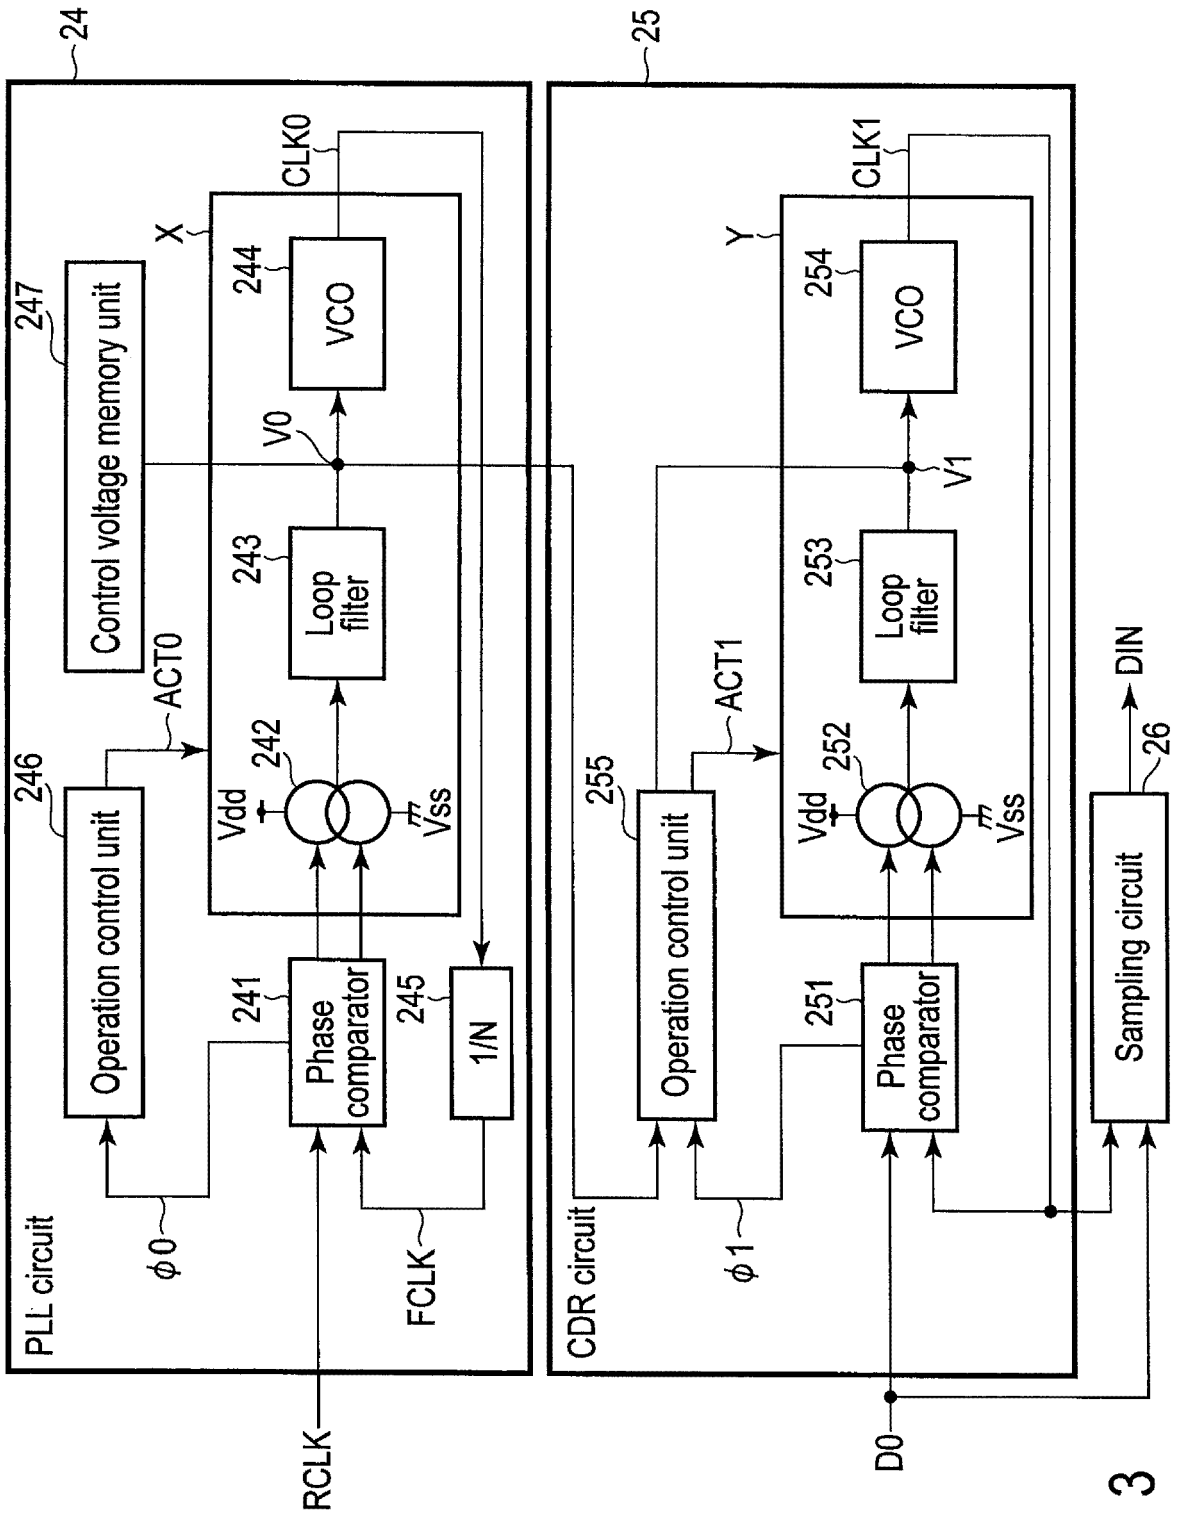 24
PLL circuit
247
Control voltage memory unit
246
Operation control unit
ACT0
X
CLK0
φ0
244
VCO
V0
243
Loop
filter
242
Vdd
Vss
241
Phase
comparator
245
1/N
RCLK
FCLK
25
CDR circuit
255
Operation control unit
ACT1
Y
CLK1
φ1
254
VCO
V1
253
Loop
filter
252
Vdd
Vss
251
Phase
comparator
D0
26
Sampling circuit
DIN
3